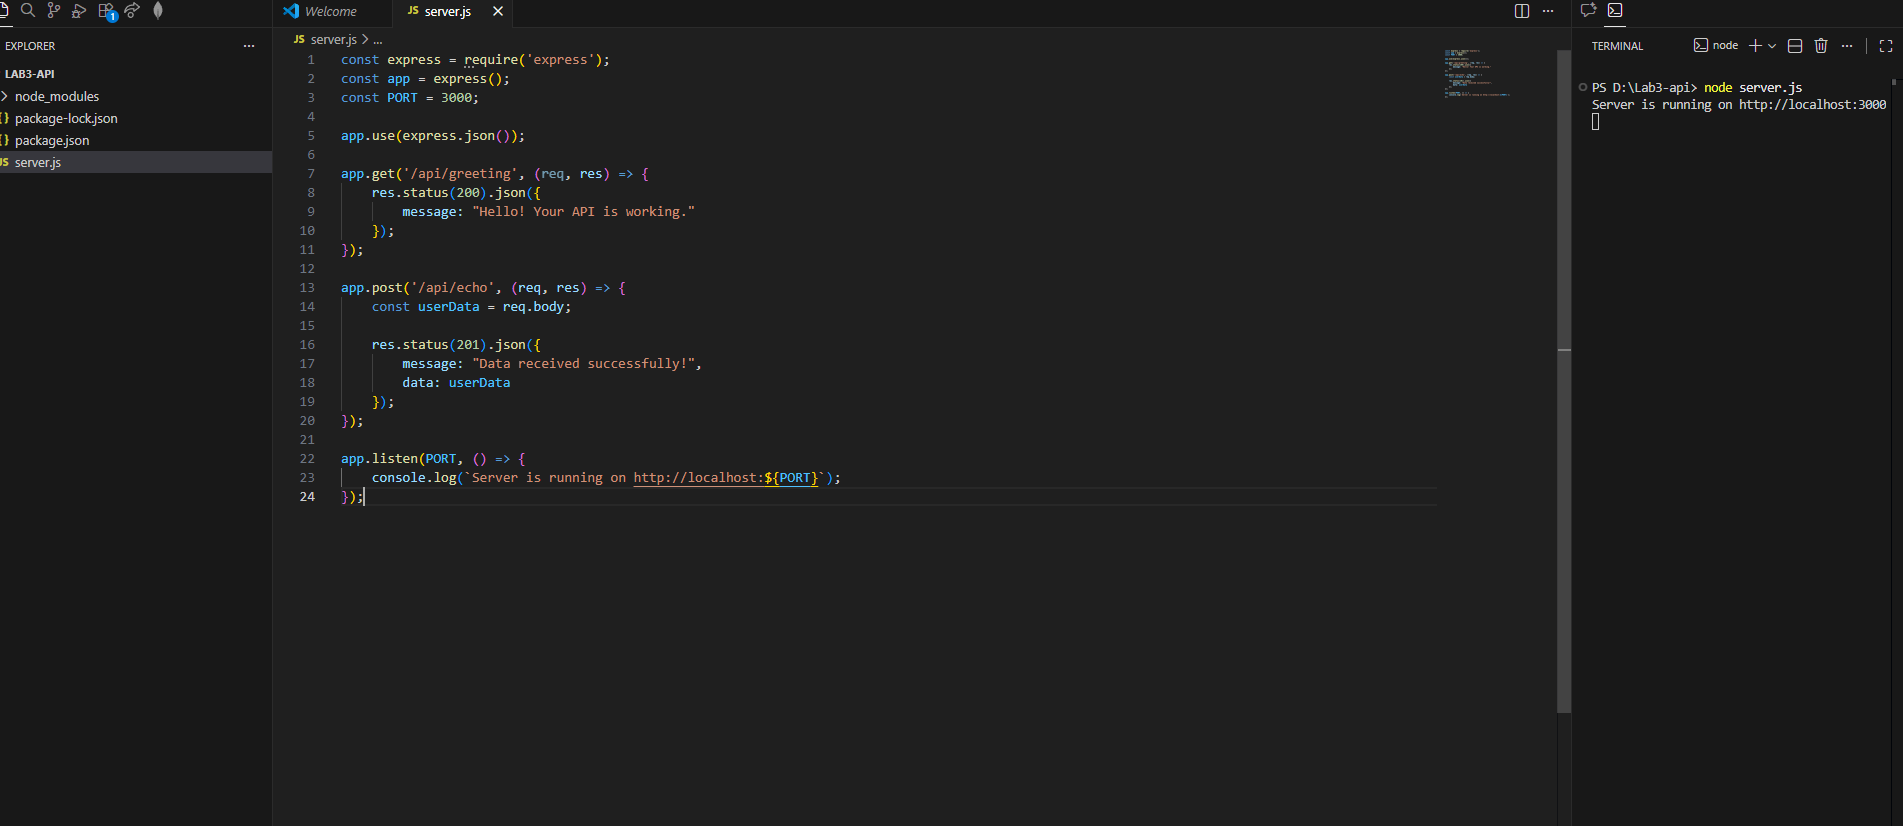 Welcome
JS server.js
EXPLORER
LAB3-API
node_modules
package-lock.json
package.json
JS server.js
1
JS server.js > ...
1 const express = require('express');
2 const app = express();
3 const PORT = 3000;
4
5 app.use(express.json());
6
7 app.get('/api/greeting', (req, res) => {
8     res.status(200).json({
9         message: "Hello! Your API is working."
10     });
11 });
12
13 app.post('/api/echo', (req, res) => {
14     const userData = req.body;
15
16     res.status(201).json({
17         message: "Data received successfully!",
18         data: userData
19     });
20 });
21
22 app.listen(PORT, () => {
23     console.log(`Server is running on http://localhost:${PORT}`);
24 });
TERMINAL
node
PS D:\Lab3-api> node server.js
Server is running on http://localhost:3000